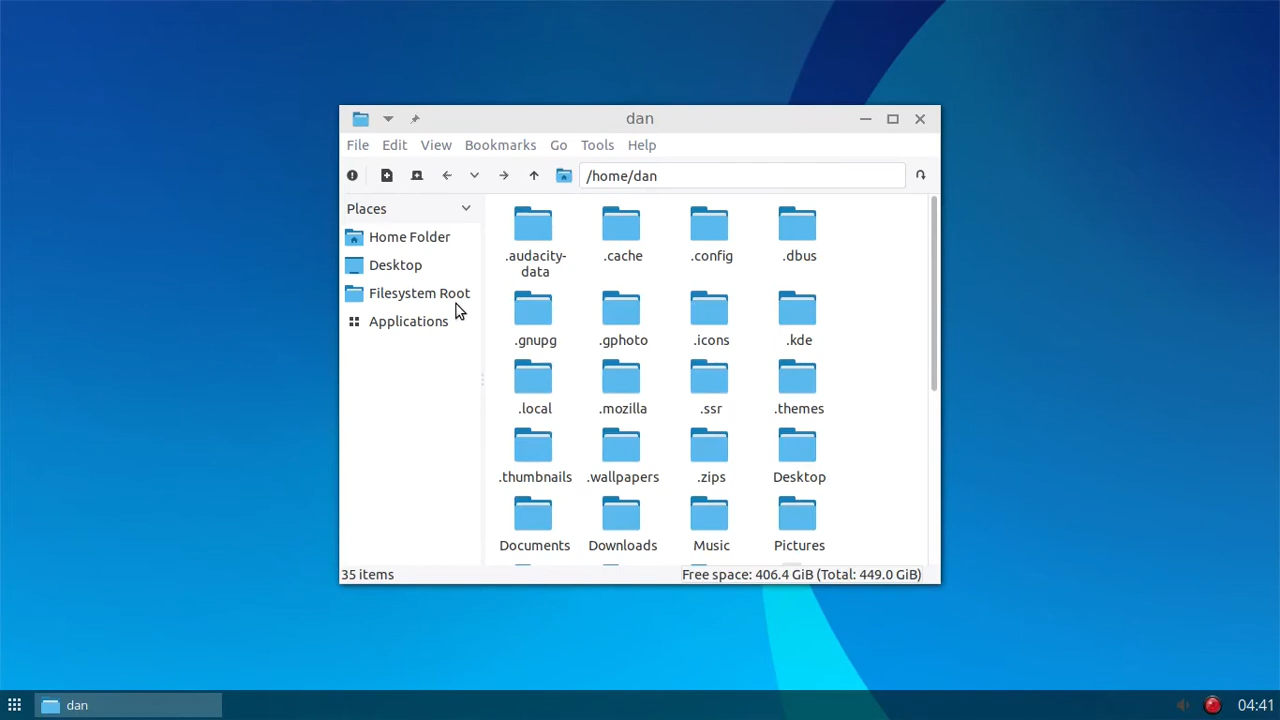 dan
File Edit View Bookmarks Go Tools Help
/home/dan
Places
Home Folder
Desktop
Filesystem Root
Applications
.audacity-data .cache .config .dbus
.gnupg .gphoto .icons .kde
.local .mozilla .ssr .themes
.thumbnails .wallpapers .zips Desktop
Documents Downloads Music Pictures
35 items Free space: 406.4 GiB (Total: 449.0 GiB)
dan 04:41